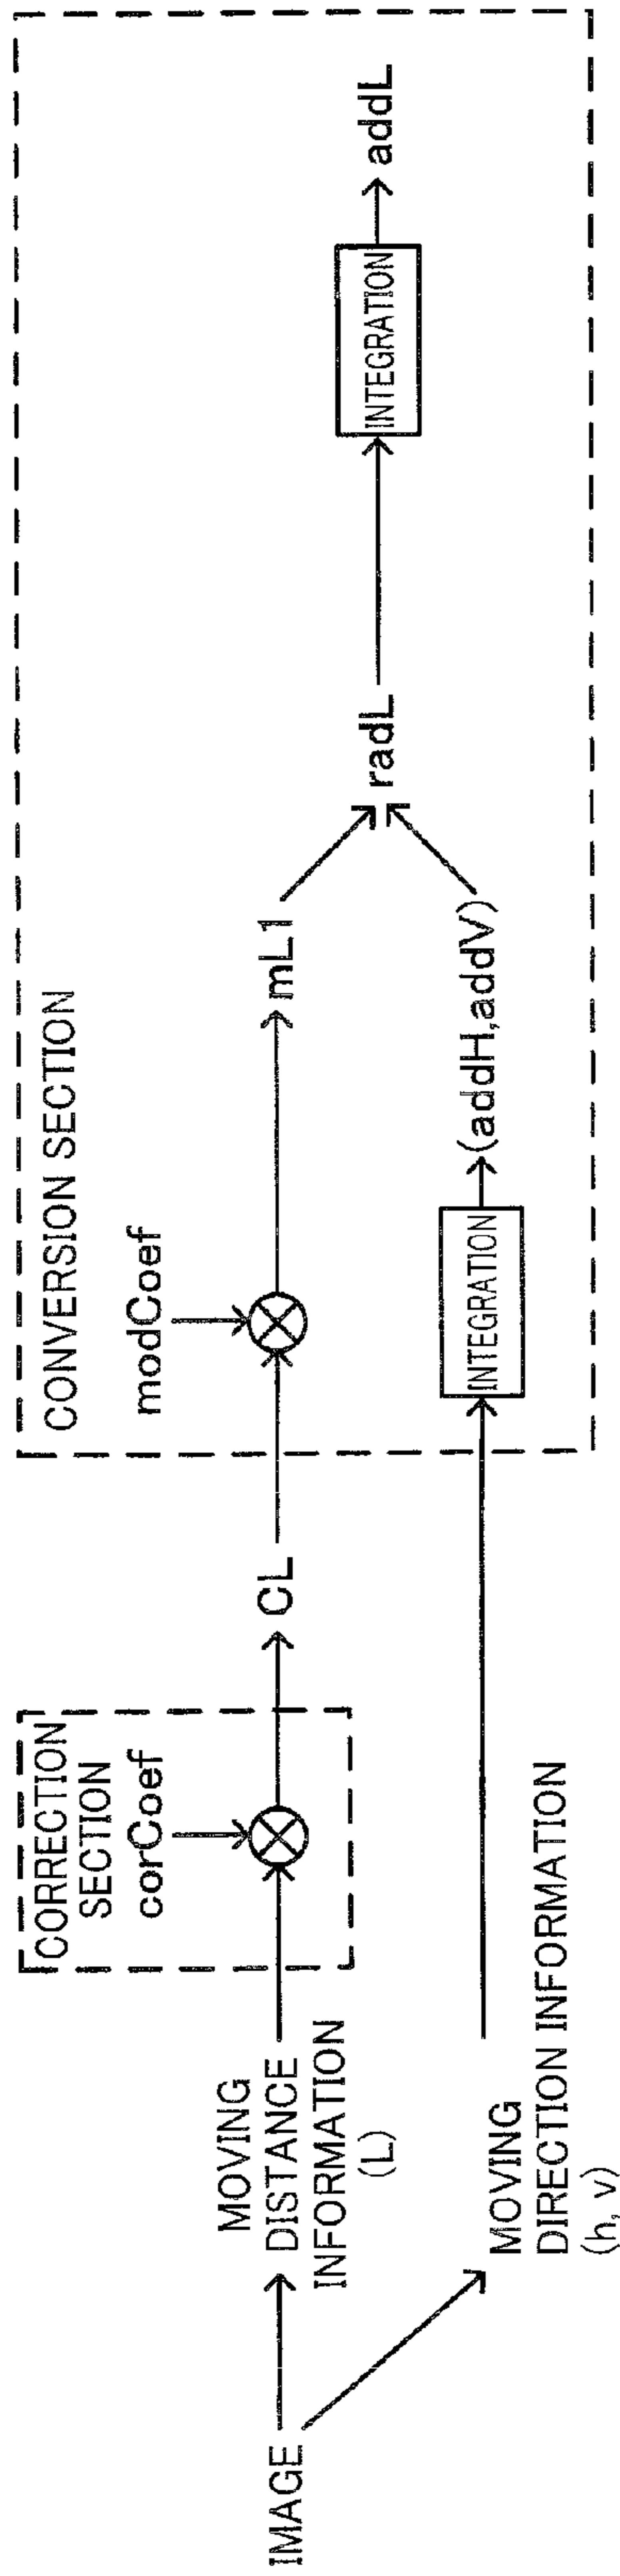 IMAGE
MOVING
DISTANCE
INFORMATION
(L)
MOVING
DIRECTION INFORMATION
(h, v)
CORRECTION
SECTION
corCoef
CL
CONVERSION SECTION
modCoef
mL1
INTEGRATION
(addH,addV)
radL
INTEGRATION
addL